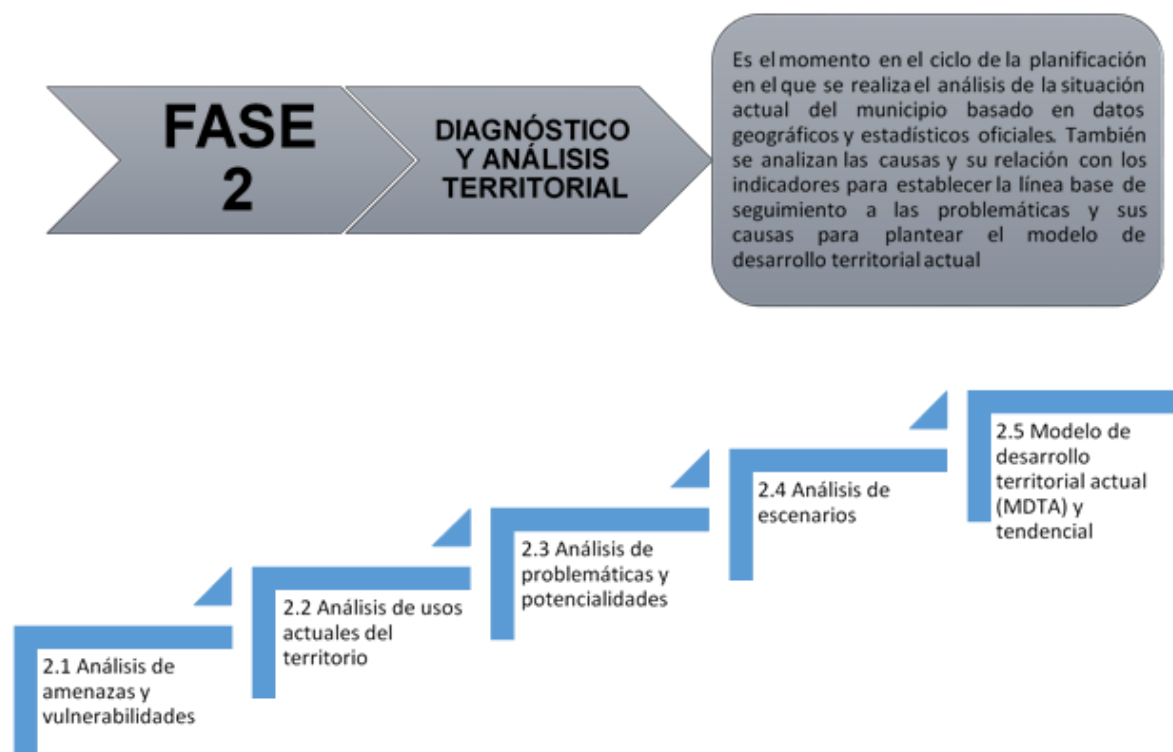 FASE
2
DIAGNÓSTICO
Y ANÁLISIS
TERRITORIAL
Es el momento en el ciclo de la planificación
en el que se realiza el análisis de la situación
actual del municipio basado en datos
geográficos y estadísticos oficiales. También
se analizan las causas y su relación con los
indicadores para establecer la línea base de
seguimiento a las problemáticas y sus
causas para plantear el modelo de
desarrollo territorial actual
2.1 Análisis de
amenazas y
vulnerabilidades
2.2 Análisis de usos
actuales del
territorio
2.3 Análisis de
problemáticas y
potencialidades
2.4 Análisis de
escenarios
2.5 Modelo de
desarrollo
territorial actual
(MDTA) y
tendencial